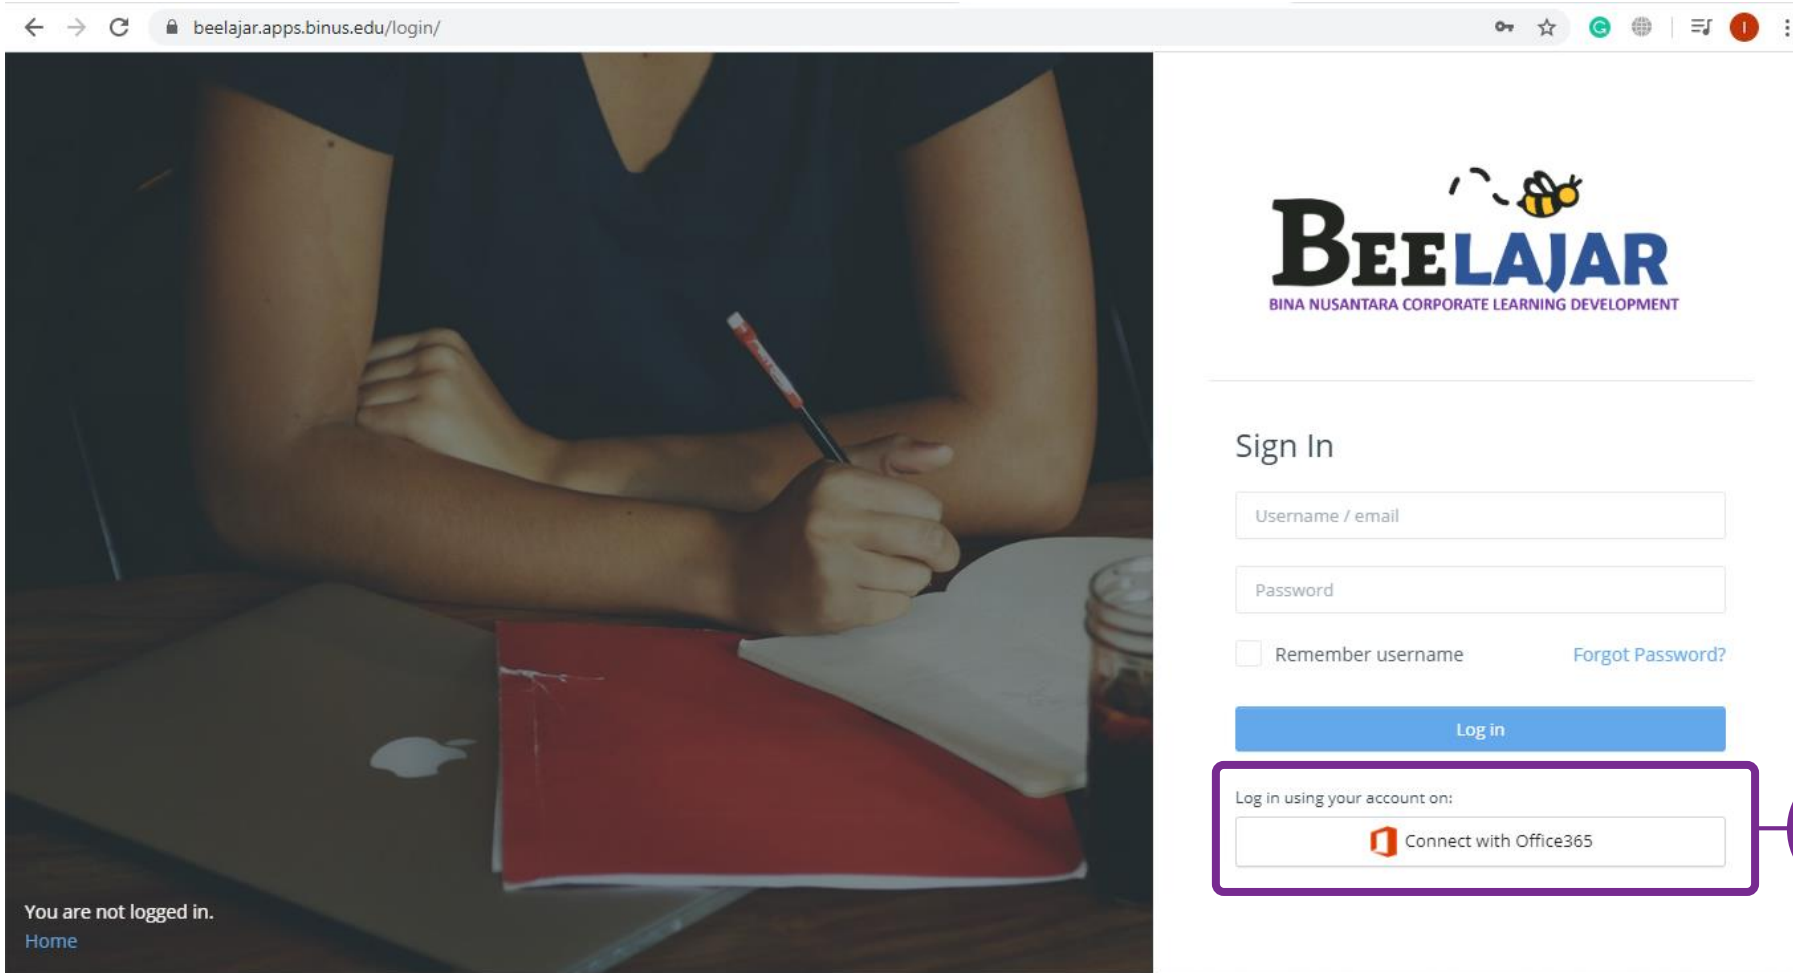 beelajar.apps.binus.edu/login/
BEELAJAR
BINA NUSANTARA CORPORATE LEARNING DEVELOPMENT
Sign In
Username / email
Password
Remember username Forgot Password?
Log in
Log in using your account on:
Connect with Office365
You are not logged in.
Home